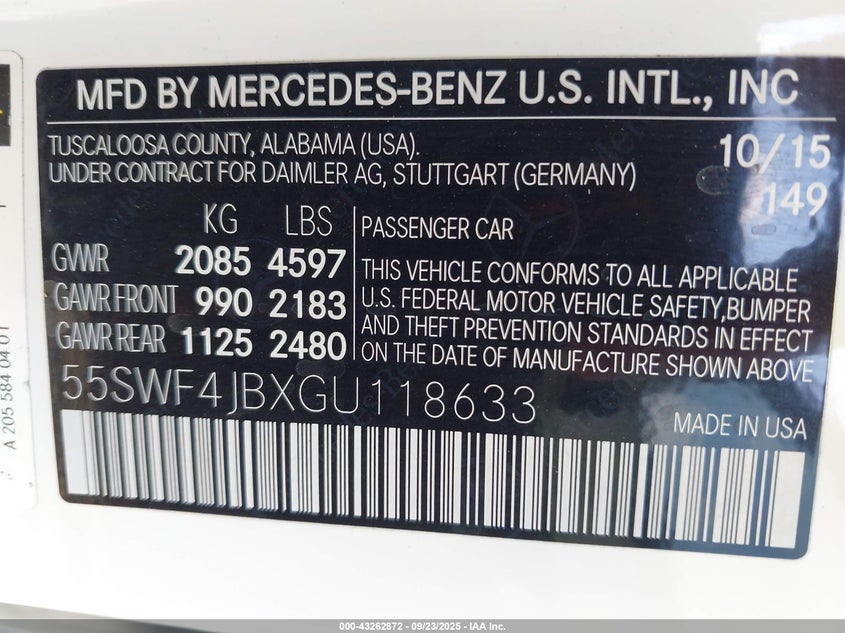 MFD BY MERCEDES-BENZ U.S. INTL., INC
TUSCALOOSA COUNTY, ALABAMA (USA). 10/15
UNDER CONTRACT FOR DAIMLER AG, STUTTGART (GERMANY) 149
KG LBS
GVWR 2085 4597
GAWR FRONT 990 2183
GAWR REAR 1125 2480
PASSENGER CAR
THIS VEHICLE CONFORMS TO ALL APPLICABLE
U.S. FEDERAL MOTOR VEHICLE SAFETY,BUMPER
AND THEFT PREVENTION STANDARDS IN EFFECT
ON THE DATE OF MANUFACTURE SHOWN ABOVE
55SWF4JBXGU118633
MADE IN USA
A 205 584 04 01
000-43262872 - 09/23/2025 - IAA Inc.